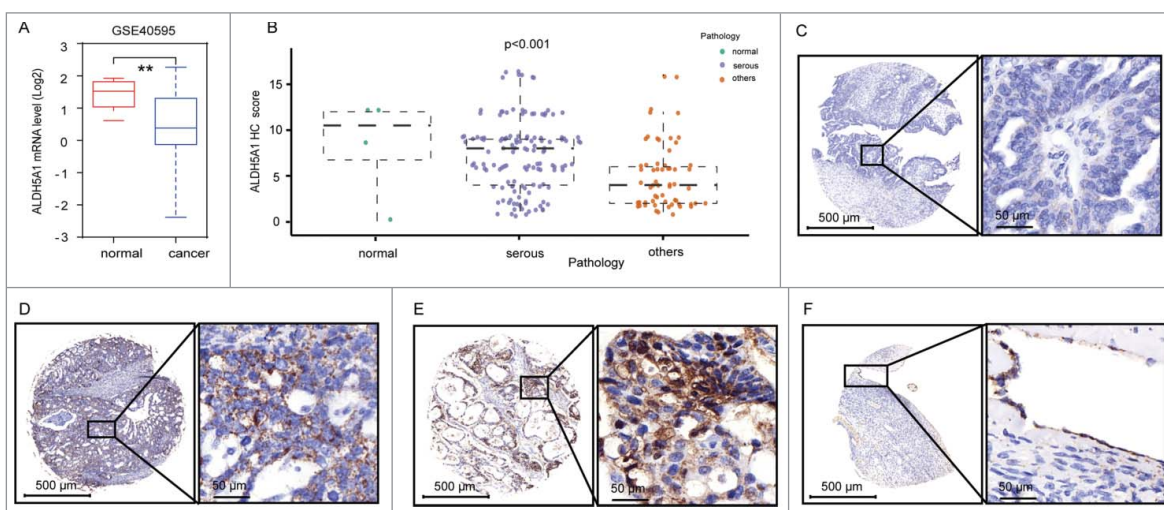 A
GSE40595
ALDH5A1 mRNA level (Log2)
3
2
1
0
-1
-2
-3
**
normal
cancer
B
p<0.001
ALDH5A1 HC score
15
10
5
0
normal
serous
others
Pathology
Pathology
normal
serous
others
C
500 µm
50 µm
D
500 µm
50 µm
E
500 µm
50 µm
F
500 µm
50 µm